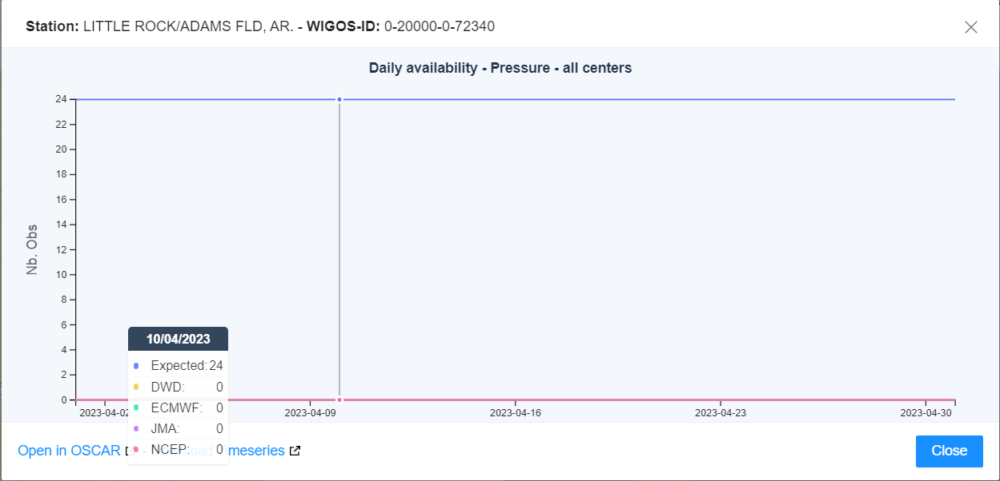 Station: LITTLE ROCK/ADAMS FLD, AR. - WIGOS-ID: 0-20000-0-72340
Daily availability - Pressure - all centers
24
22
20
18
16
14
12
10
8
6
4
2
0
Nb. Obs
10/04/2023
Expected: 24
DWD: 0
ECMWF: 0
JMA: 0
NCEP: 0
2023-04-02
2023-04-09
2023-04-16
2023-04-23
2023-04-30
Open in OSCAR
Close